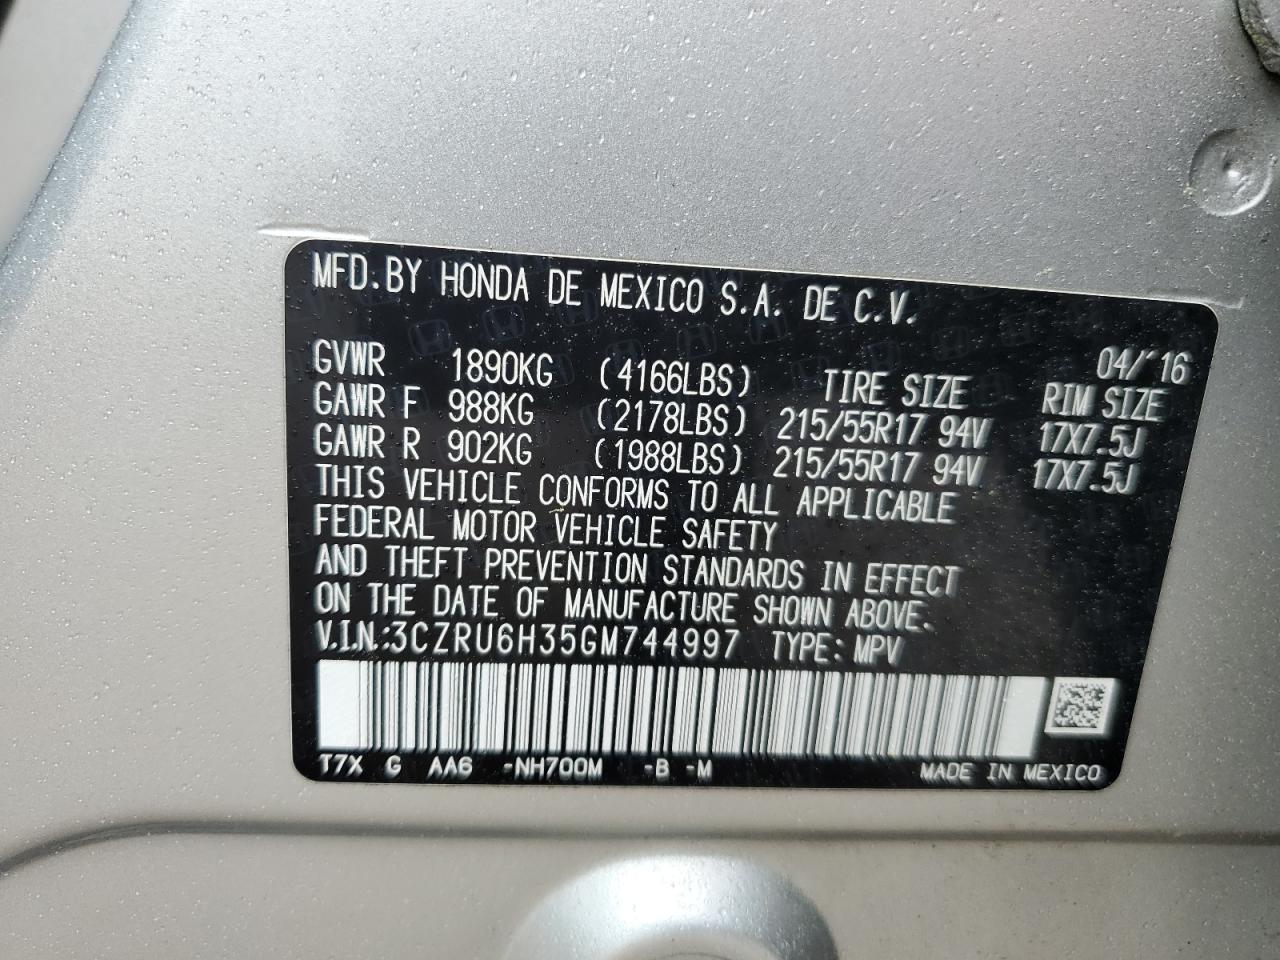 MFD.BY HONDA DE MEXICO S.A. DE C.V.
04/'16
GVWR 1890KG (4166LBS) TIRE SIZE RIM SIZE
GAWR F 988KG (2178LBS) 215/55R17 94V 17X7.5J
GAWR R 902KG (1988LBS) 215/55R17 94V 17X7.5J
THIS VEHICLE CONFORMS TO ALL APPLICABLE
FEDERAL MOTOR VEHICLE SAFETY
AND THEFT PREVENTION STANDARDS IN EFFECT
ON THE DATE OF MANUFACTURE SHOWN ABOVE.
V.I.N.:3CZRU6H35GM744997 TYPE: MPV
T7X G AA6 -NH700M -B -M MADE IN MEXICO